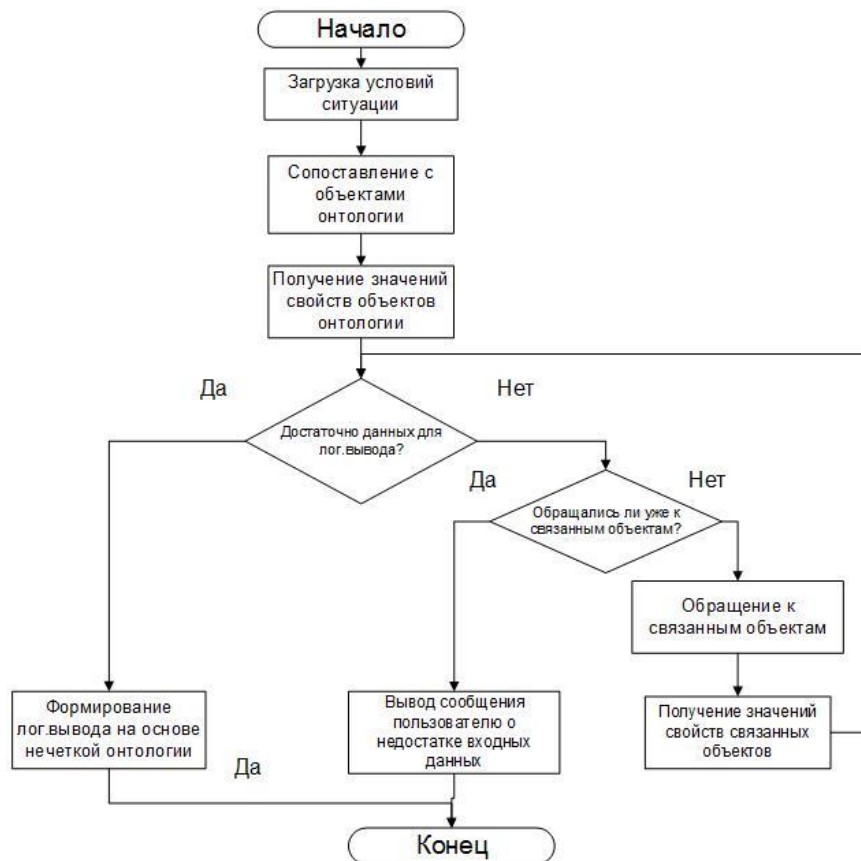 Начало
Загрузка условий
ситуации
Сопоставление с
объектами
онтологии
Получение значений
свойств объектов
онтологии
Да
Нет
Достаточно данных для
лог.вывода?
Да
Нет
Обращались ли уже к
связанным объектам?
Обращение к
связанным объектам
Формирование
лог.вывода на основе
нечеткой онтологии
Вывод сообщения
пользователю о
недостатке входных
данных
Получение значений
свойств связанных
объектов
Да
Конец